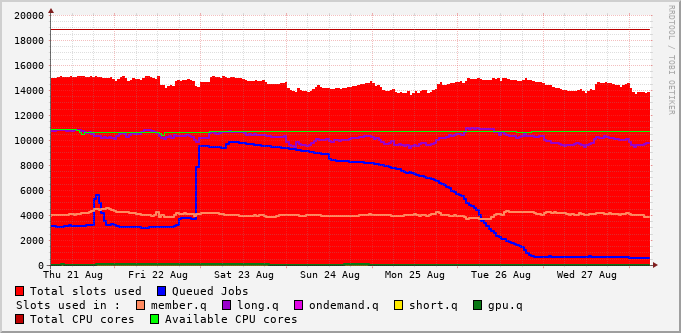 RRDTOOL / TOBI OETIKER
20000
18000
16000
14000
12000
10000
8000
6000
4000
2000
0
Thu 21 Aug Fri 22 Aug Sat 23 Aug Sun 24 Aug Mon 25 Aug Tue 26 Aug Wed 27 Aug
Total slots used Queued Jobs
Slots used in : member.q long.q ondemand.q short.q gpu.q
Total CPU cores Available CPU cores